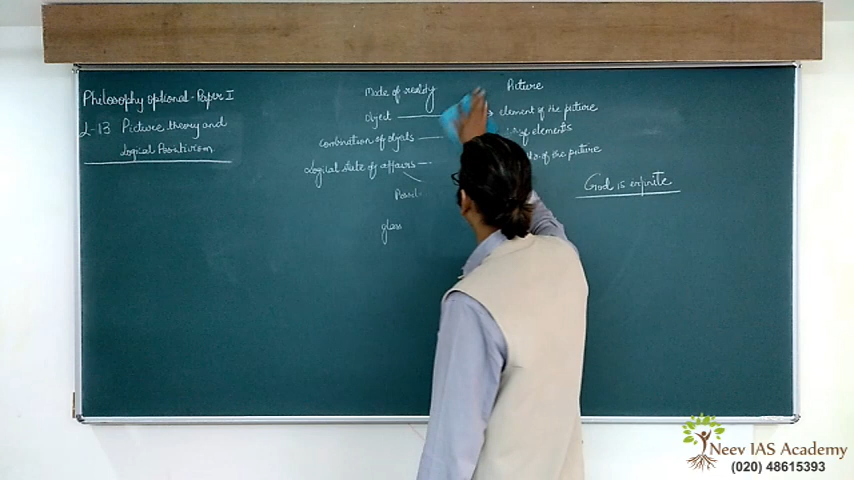 Philosophy optional - Paper I
L-13 Picture theory and
Logical Positivism
Mode of reality Picture
object element of the picture
combination of objects of elements
Logical state of affairs of the picture
Possib
glass
God is infinite
Neev IAS Academy
(020) 48615393